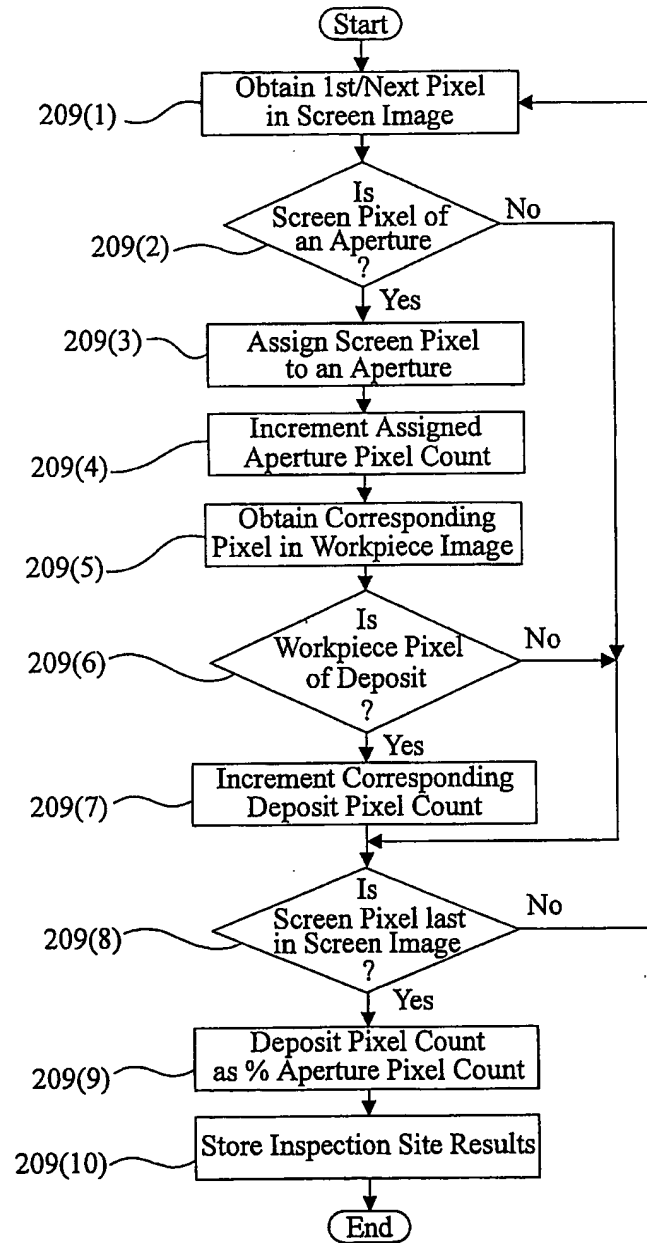 Start
209(1)
Obtain 1st/Next Pixel
in Screen Image
209(2)
Is
Screen Pixel of
an Aperture
?
No
Yes
209(3)
Assign Screen Pixel
to an Aperture
209(4)
Increment Assigned
Aperture Pixel Count
209(5)
Obtain Corresponding
Pixel in Workpiece Image
209(6)
Is
Workpiece Pixel
of Deposit
?
No
Yes
209(7)
Increment Corresponding
Deposit Pixel Count
209(8)
Is
Screen Pixel last
in Screen Image
?
No
Yes
209(9)
Deposit Pixel Count
as % Aperture Pixel Count
209(10)
Store Inspection Site Results
End